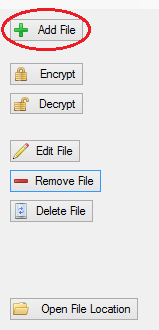 Add File
Encrypt
Decrypt
Edit File
Remove File
Delete File
Open File Location